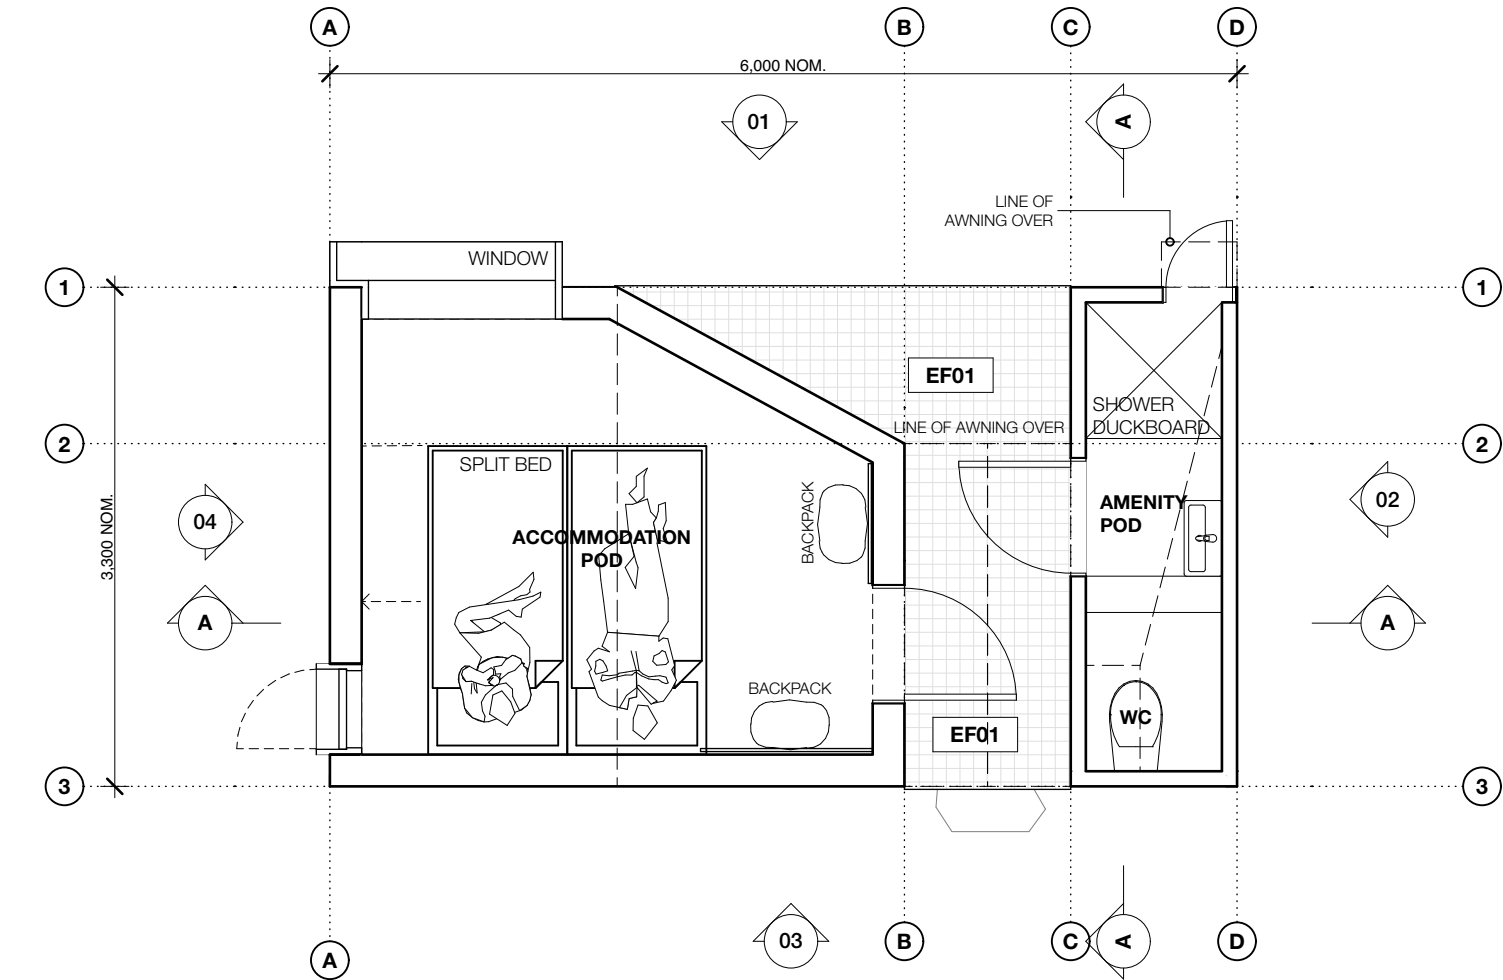 A
B
C
D
6,000 NOM.
01
A
LINE OF
AWNING OVER
WINDOW
1
1
EF01
SHOWER
DUCKBOARD
LINE OF AWNING OVER
2
2
SPLIT BED
BACKPACK
AMENITY
POD
02
04
3,300 NOM.
ACCOMMODATION
POD
A
A
BACKPACK
WC
EF01
3
3
03
B
C
A
D
A